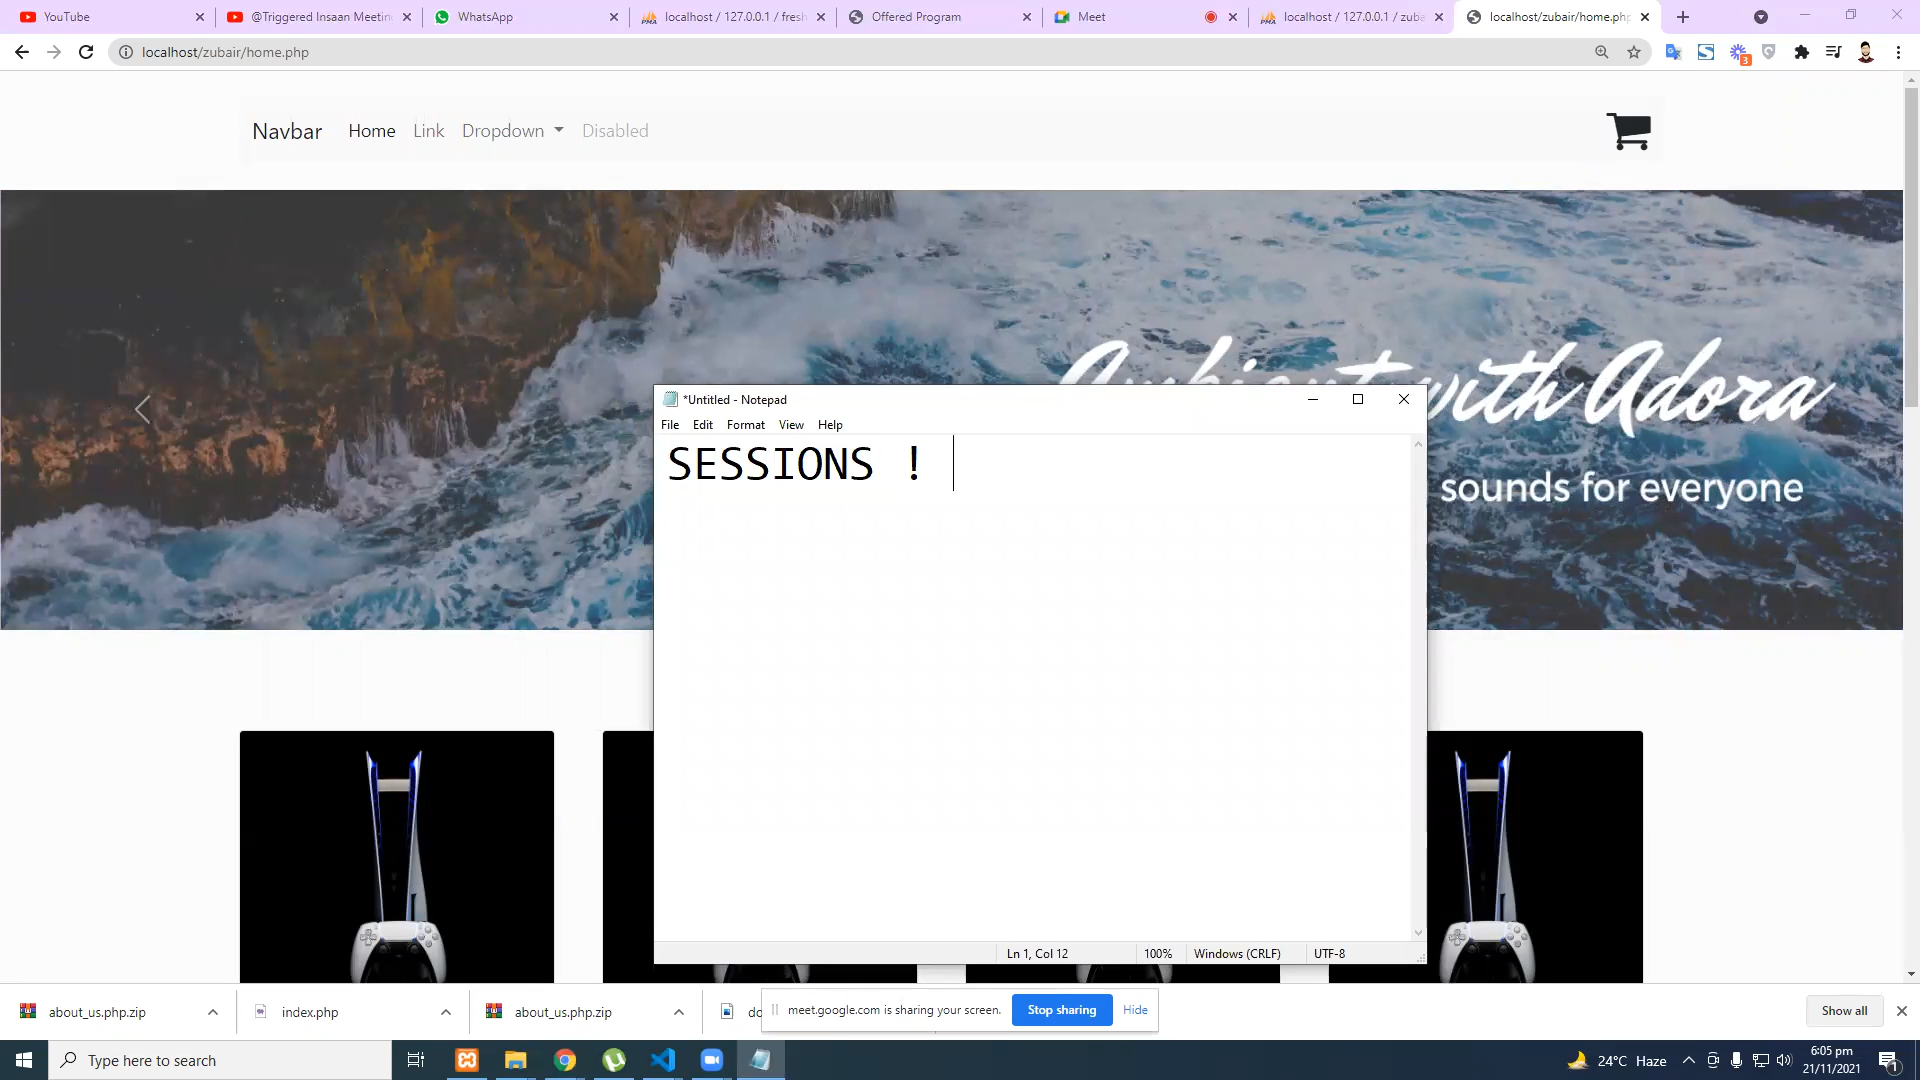 YouTube
@Triggered Insaan Meeting
WhatsApp
localhost / 127.0.0.1 / fresh
Offered Program
Meet
localhost / 127.0.0.1 / zuba
localhost/zubair/home.php
localhost/zubair/home.php
3
Navbar
Home
Link
Dropdown
Disabled
with Adora
sounds for everyone
*Untitled - Notepad
File
Edit
Format
View
Help
SESSIONS !
Ln 1, Col 12
100%
Windows (CRLF)
UTF-8
about_us.php.zip
index.php
about_us.php.zip
do
meet.google.com is sharing your screen.
Stop sharing
Hide
Show all
Type here to search
24°C Haze
6:05 pm
21/11/2021
1